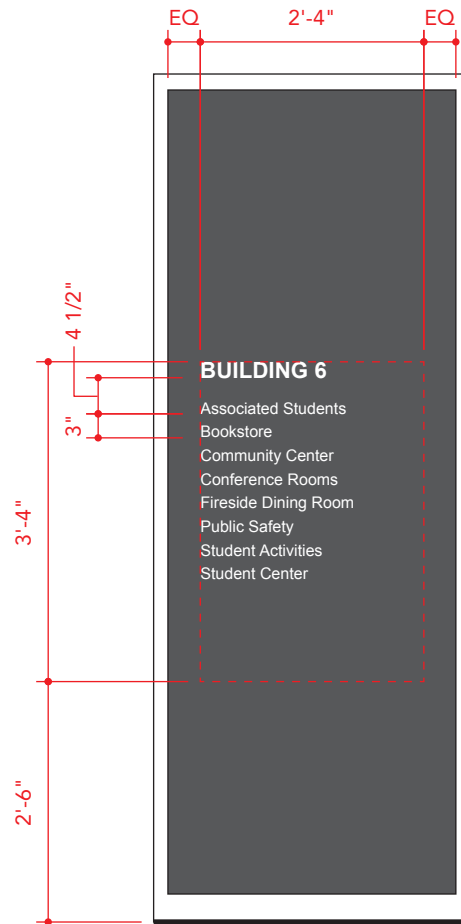 EQ 2'-4" EQ
4 1/2"
3"
3'-4"
2'-6"
BUILDING 6
Associated Students
Bookstore
Community Center
Conference Rooms
Fireside Dining Room
Public Safety
Student Activities
Student Center